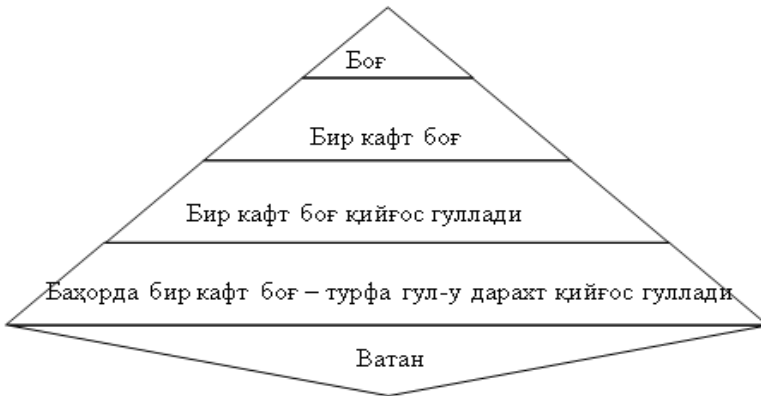 Боғ
Бир кафт боғ
Бир кафт боғ қийғос гуллади
Баҳорда бир кафт боғ – турфа гул-у дарахт қийғос гуллади
Ватан